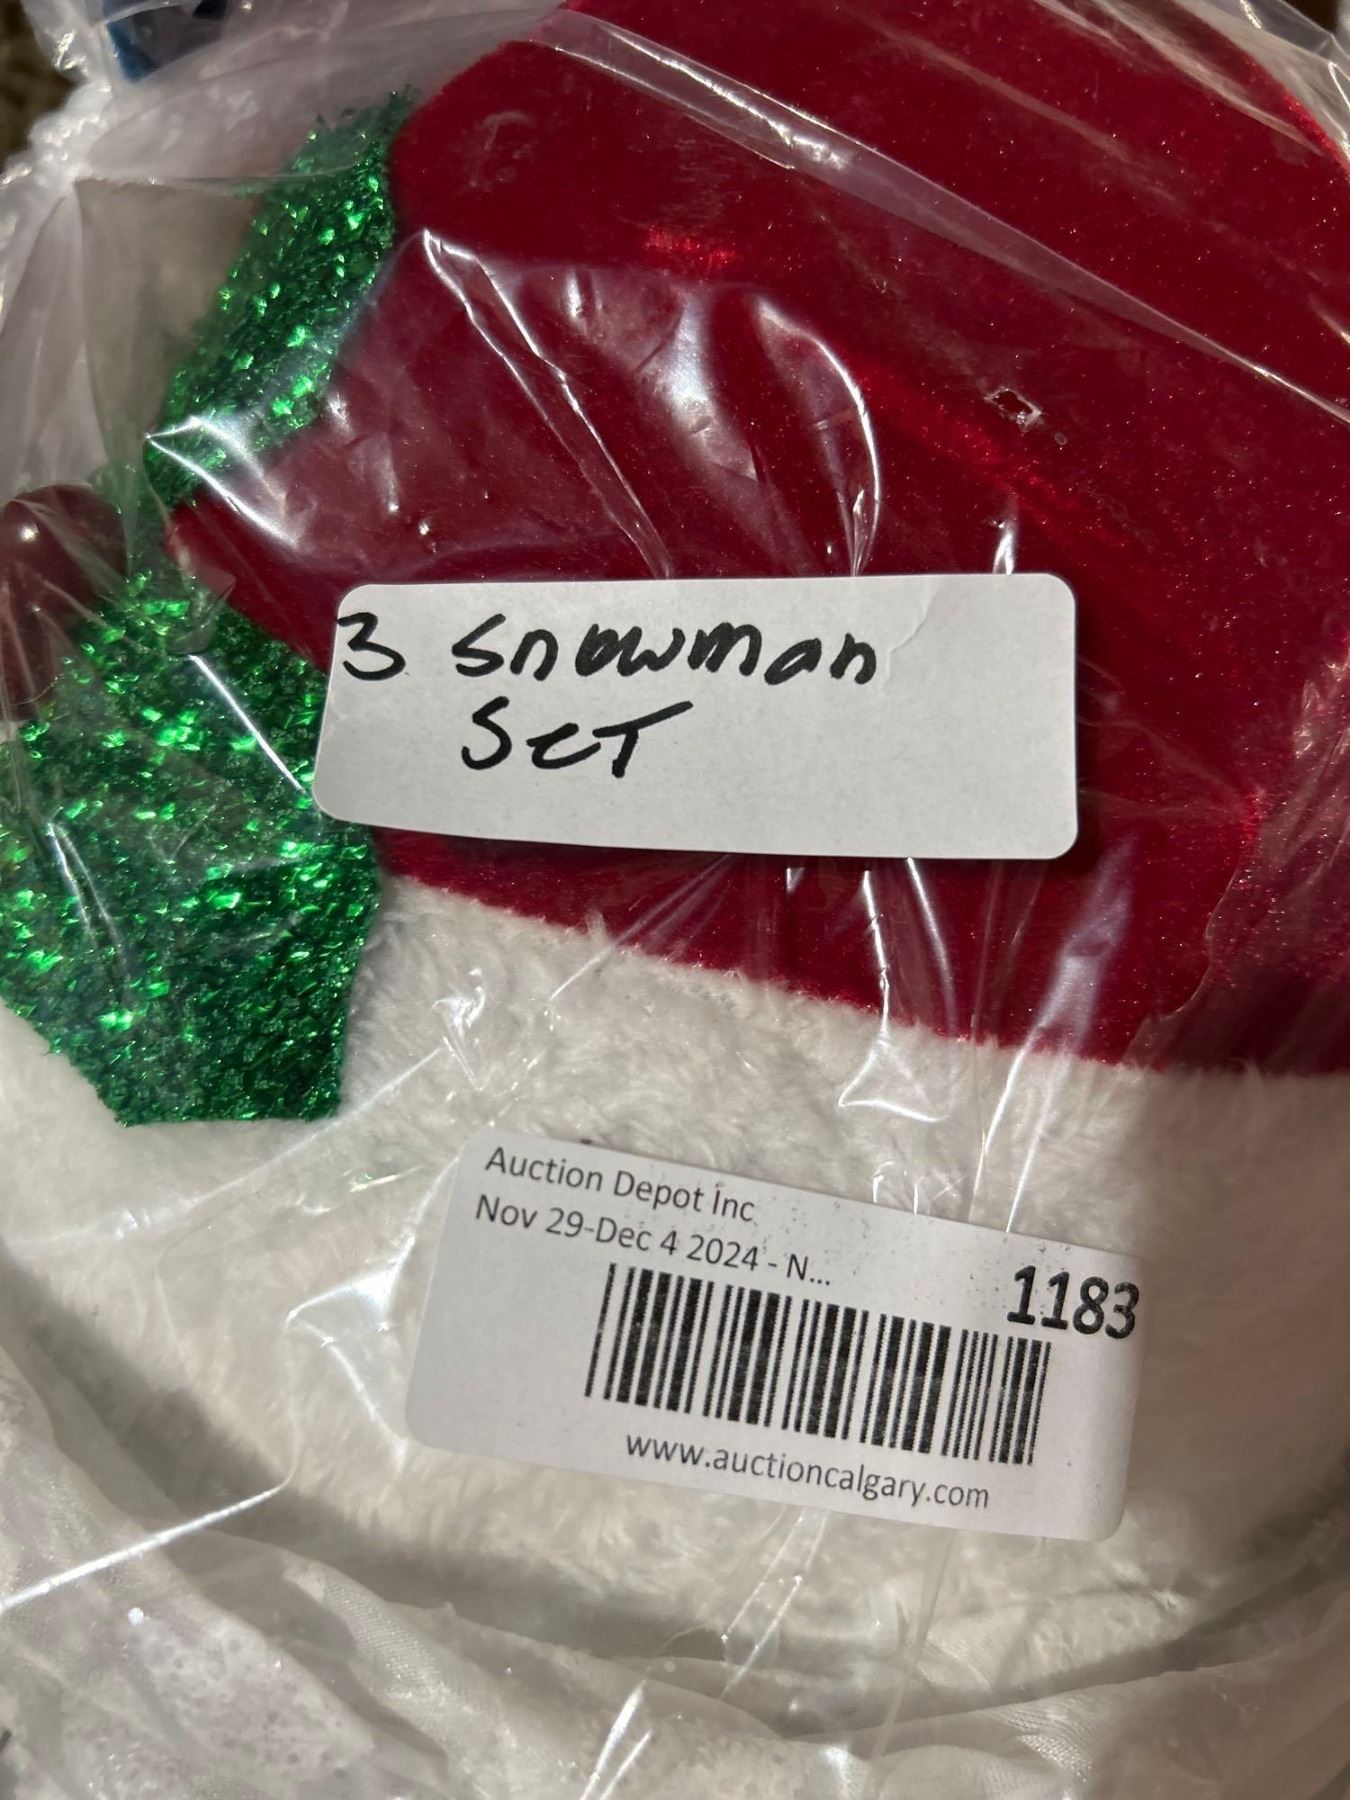 3 Snowman
Set
Auction Depot Inc
Nov 29-Dec 4 2024 - N...
1183
www.auctioncalgary.com